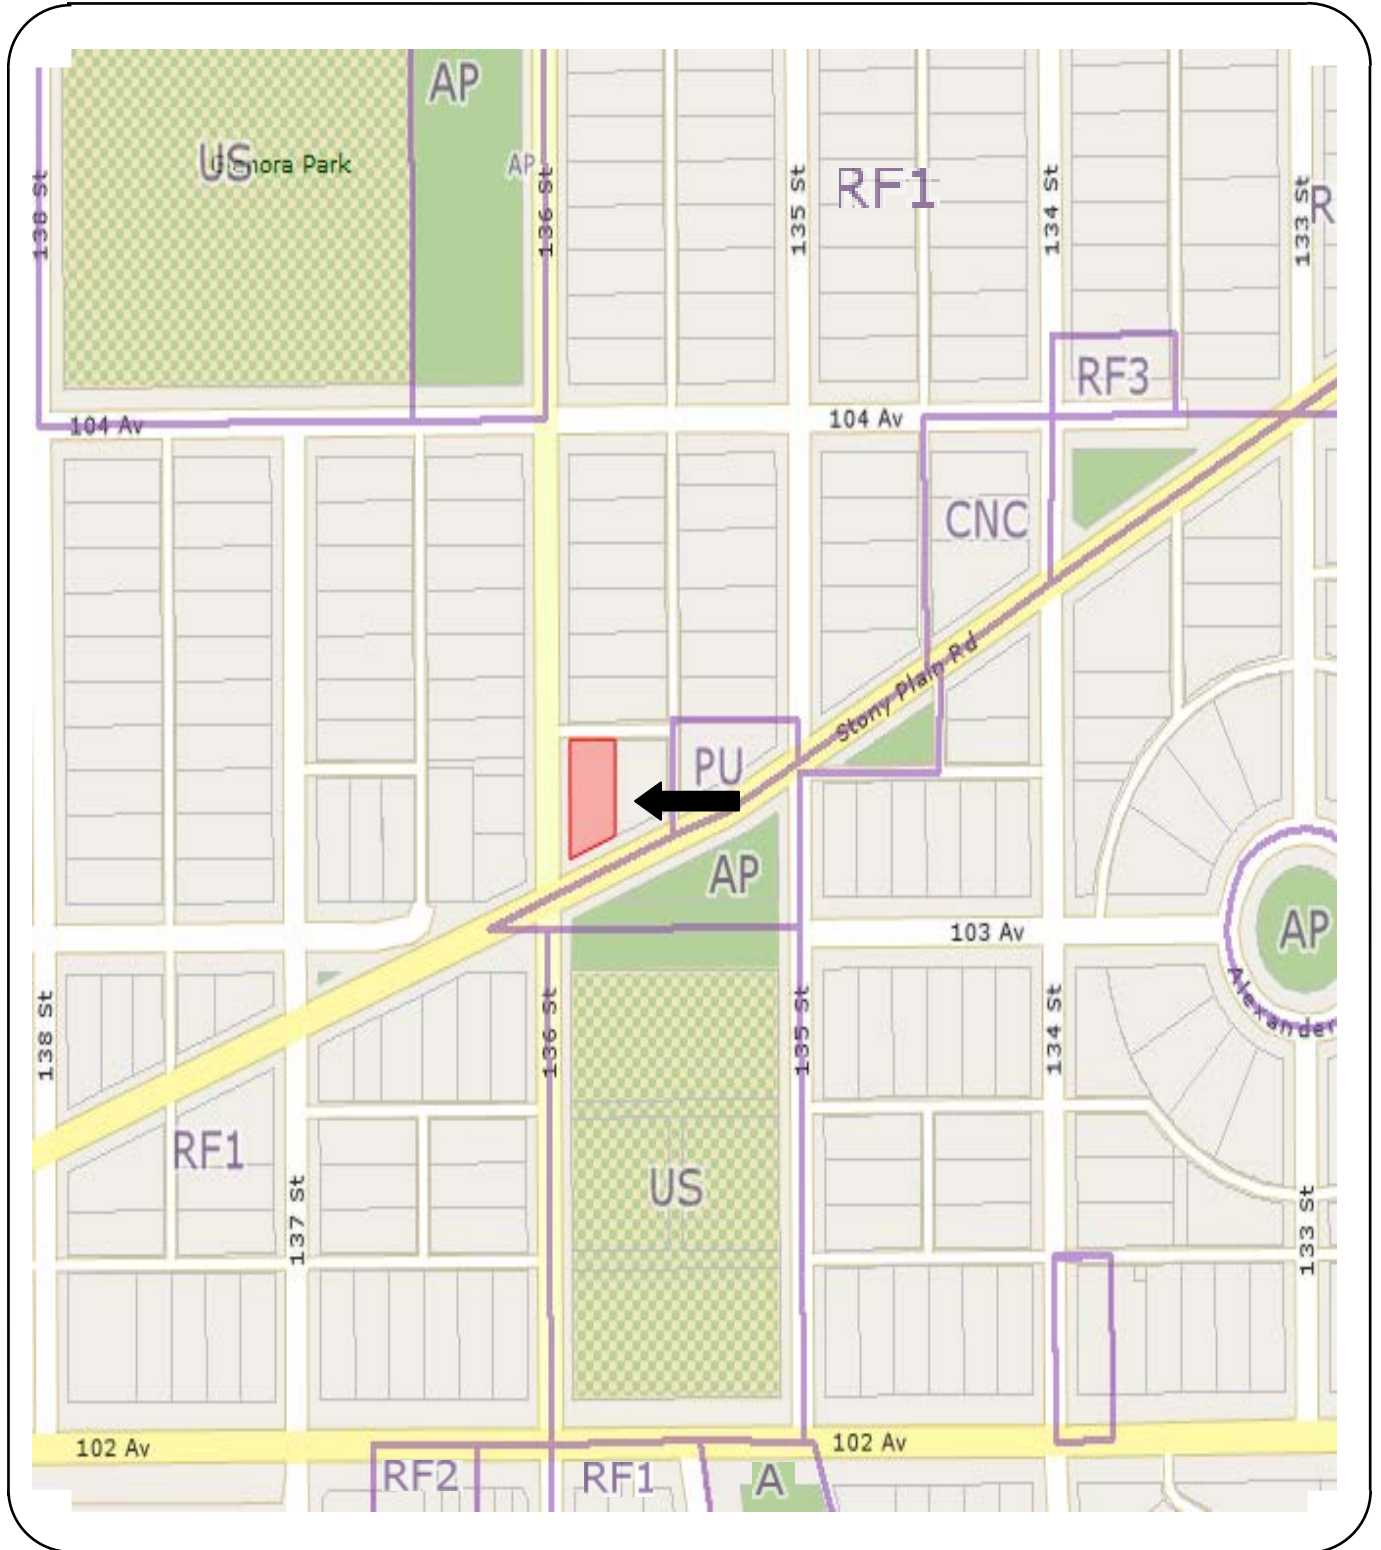 AP
US
Glenora Park
AP
138 St
136 St
135 St
RF1
134 St
133 St
R
RF3
104 Av
104 Av
CNC
Stony Plain Rd
PU
AP
103 Av
AP
Alexander
138 St
136 St
135 St
134 St
RF1
US
137 St
133 St
102 Av
102 Av
RF2
RF1
A